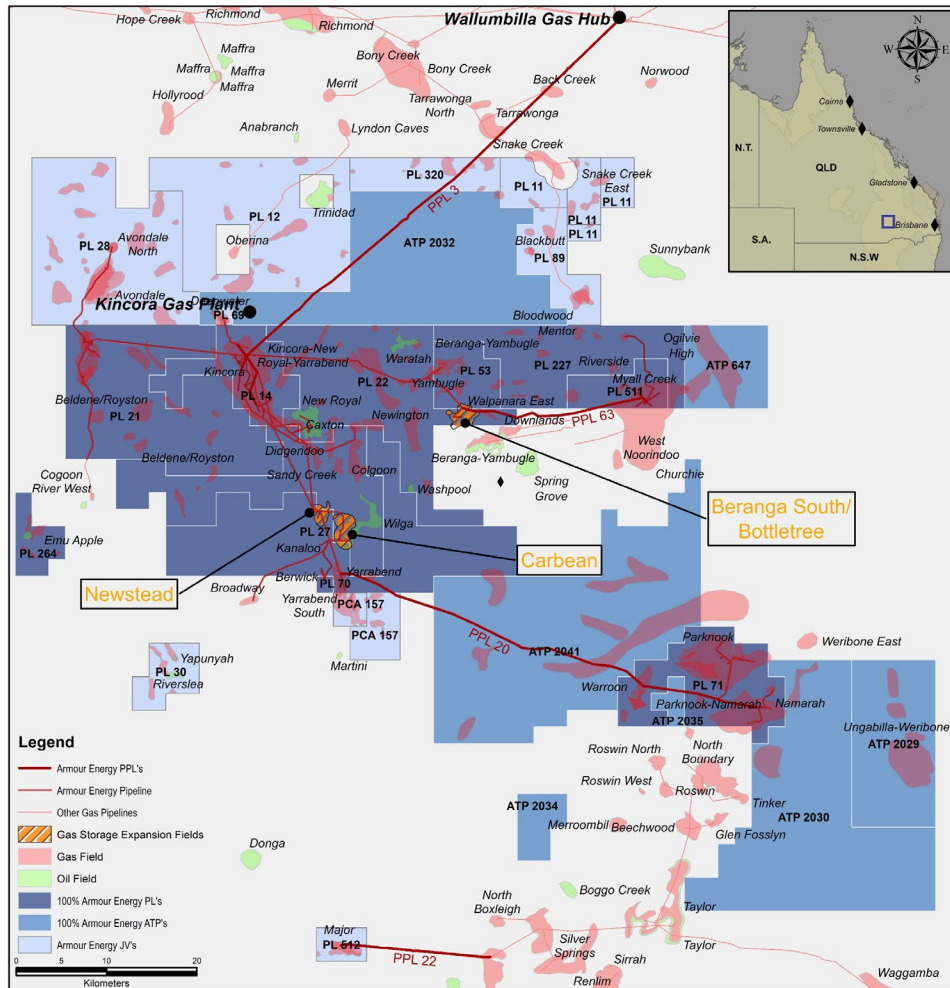 Wallumbilla Gas Hub
Hope Creek
Richmond
Richmond
Maffra
Maffra
Maffra
Maffra
Hollyrood
Bony Creek
Bony Creek
Merrit
Tarrawonga
North
Back Creek
Norwood
Tarrawonga
Anabranch
Lyndon Caves
Snake Creek
PL 320
PL 11
Snake Creek
East
PL 11
PL 11
PL 11
PL 12
Trinidad
PPL 3
PL 28
Avondale
North
Oberina
ATP 2032
Blackbutt
PL 89
Sunnybank
Avondale
Kincora Gas Plant
PL 69
Bloodwood
Mentor
Kincora-New
Royal-Yarrabend
Waratah
Beranga-Yambugle
Ogilvie
High
Kincora
PL 14
PL 22
Yambugle
PL 53
PL 227
Riverside
Myall Creek
PL 511
ATP 647
Beldene/Royston
PL 21
New Royal
Caxton
Newington
Walpanara East
Downlands
PPL 63
Didgendoo
Beldene/Royston
Sandy Creek
Colgoon
Beranga-Yambugle
West
Noorindoo
Churchie
Cogoon
River West
Washpool
Spring
Grove
Emu Apple
PL 264
PL 27
Wilga
Kanaloo
Beranga South/
Bottletree
Carbean
Newstead
Broadway
Berwick
PL 70
Yarrabend
Yarrabend
South
PCA 157
PCA 157
Martini
PPL 20
ATP 2041
Parknook
Weribone East
Yapunyah
PL 30
Riverslea
Warroon
PL 71
Parknook-Namarah
Namarah
ATP 2035
Ungabilla-Weribone
ATP 2029
Roswin North
North
Boundary
Roswin West
Roswin
Tinker
ATP 2034
ATP 2030
Merroombil
Beechwood
Glen Fosslyn
Donga
Boggo Creek
North
Boxleigh
Taylor
Taylor
Major
PL 512
PPL 22
Silver
Springs
Sirrah
Renlim
Waggamba
Legend
Armour Energy PPL's
Armour Energy Pipeline
Other Gas Pipelines
Gas Storage Expansion Fields
Gas Field
Oil Field
100% Armour Energy PL's
100% Armour Energy ATP's
Armour Energy JV's
0 10 20
Kilometers
N
W E
S
Cairns
Townsville
N.T.
QLD
Gladstone
Brisbane
S.A.
N.S.W